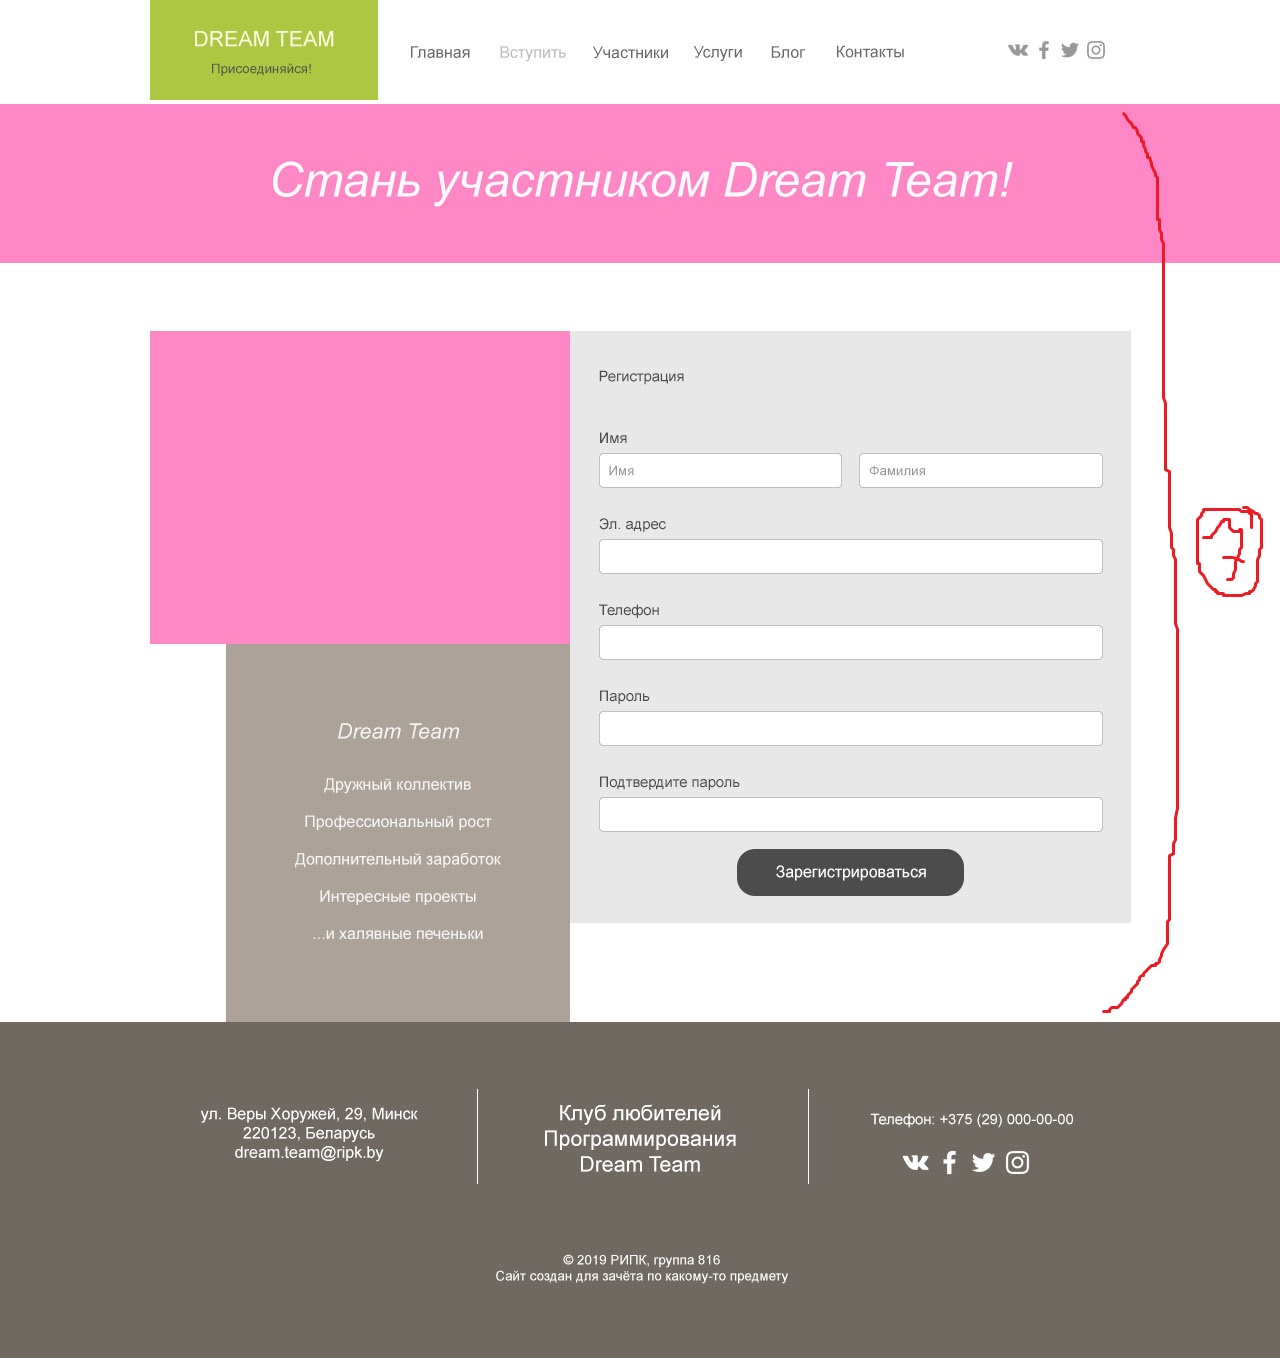 DREAM TEAM
Присоединяйся!
Главная Вступить Участники Услуги Блог Контакты
Стань участником Dream Team!
Регистрация
Имя
Имя Фамилия
Эл. адрес
Телефон
Пароль
Подтвердите пароль
Зарегистрироваться
Dream Team
Дружный коллектив
Профессиональный рост
Дополнительный заработок
Интересные проекты
...и халявные печеньки
ул. Веры Хоружей, 29, Минск
220123, Беларусь
dream.team@ripk.by
Клуб любителей
Программирования
Dream Team
Телефон: +375 (29) 000-00-00
© 2019 РИПК, группа 816
Сайт создан для зачёта по какому-то предмету